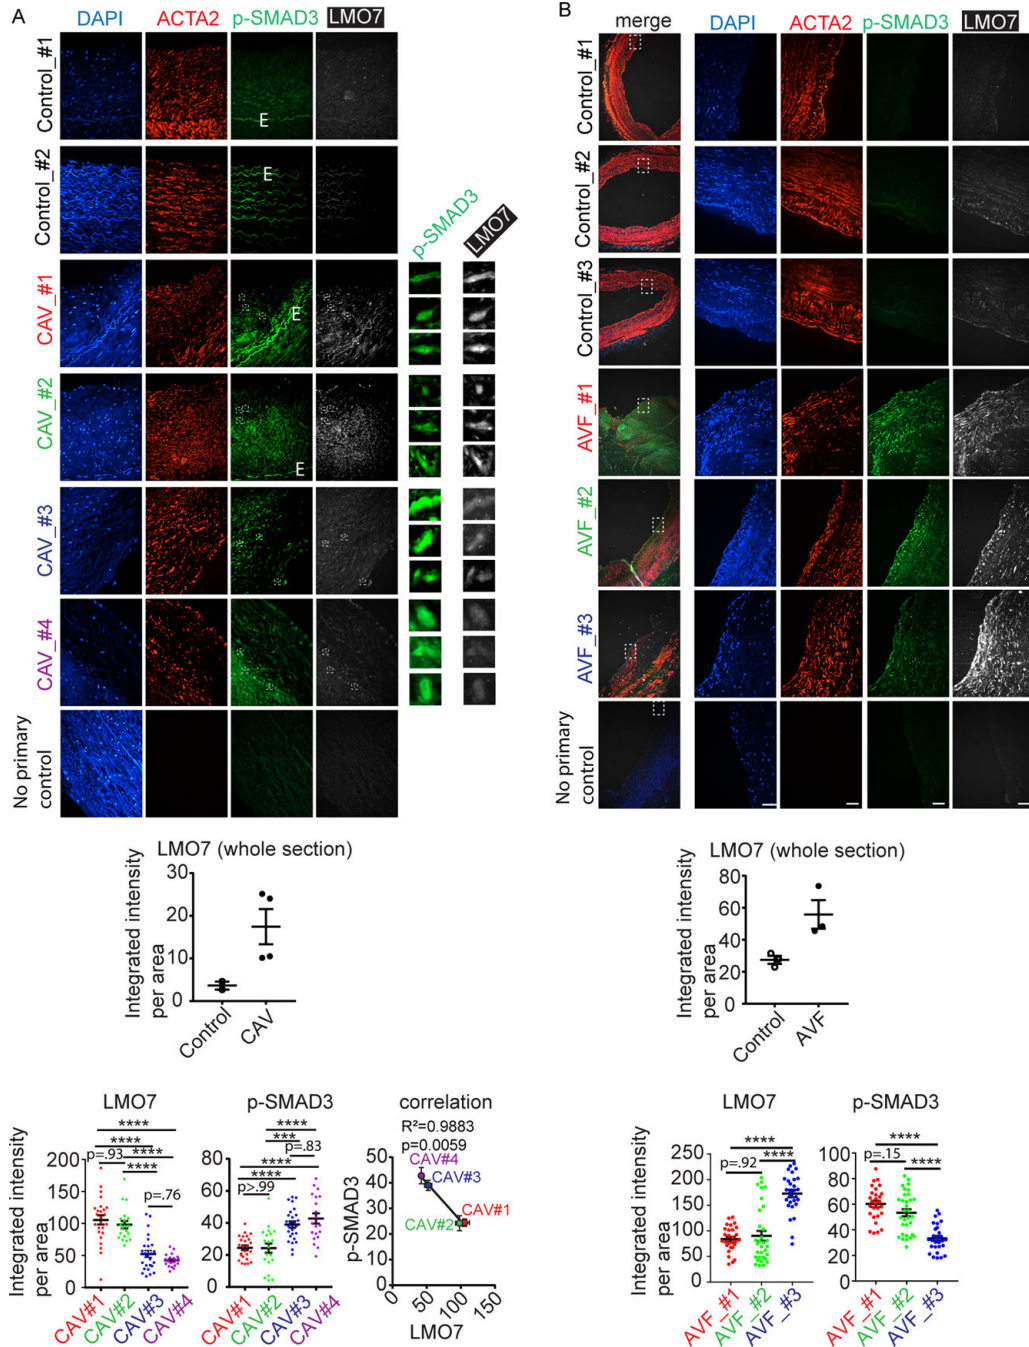 A
DAPI ACTA2 p-SMAD3 LMO7
Control_#1
E
Control_#2
E
p-SMAD3 LMO7
CAV_#1
E
CAV_#2
E
CAV_#3
CAV_#4
No primary
control
LMO7 (whole section)
Integrated intensity
per area
30
20
10
0
Control CAV
LMO7
Integrated intensity
per area
200
150
100
50
0
****
****
****
p=.93
****
p=.76
CAV#1 CAV#2 CAV#3 CAV#4
p-SMAD3
80
60
40
20
0
****
***
p=.83
****
****
p>.99
CAV#1 CAV#2 CAV#3 CAV#4
correlation
R²=0.9883
p=0.0059
p-SMAD3
50
40
30
20
10
0
CAV#4
CAV#3
CAV#2
CAV#1
0 50 100 150
LMO7
B
merge DAPI ACTA2 p-SMAD3 LMO7
Control_#1
Control_#2
Control_#3
AVF_#1
AVF_#2
AVF_#3
No primary
control
LMO7 (whole section)
Integrated intensity
per area
80
60
40
20
0
Control AVF
LMO7
Integrated intensity
per area
250
200
150
100
50
0
****
p=.92
****
AVF_#1 AVF_#2 AVF_#3
p-SMAD3
100
80
60
40
20
0
****
p=.15
****
AVF_#1 AVF_#2 AVF_#3